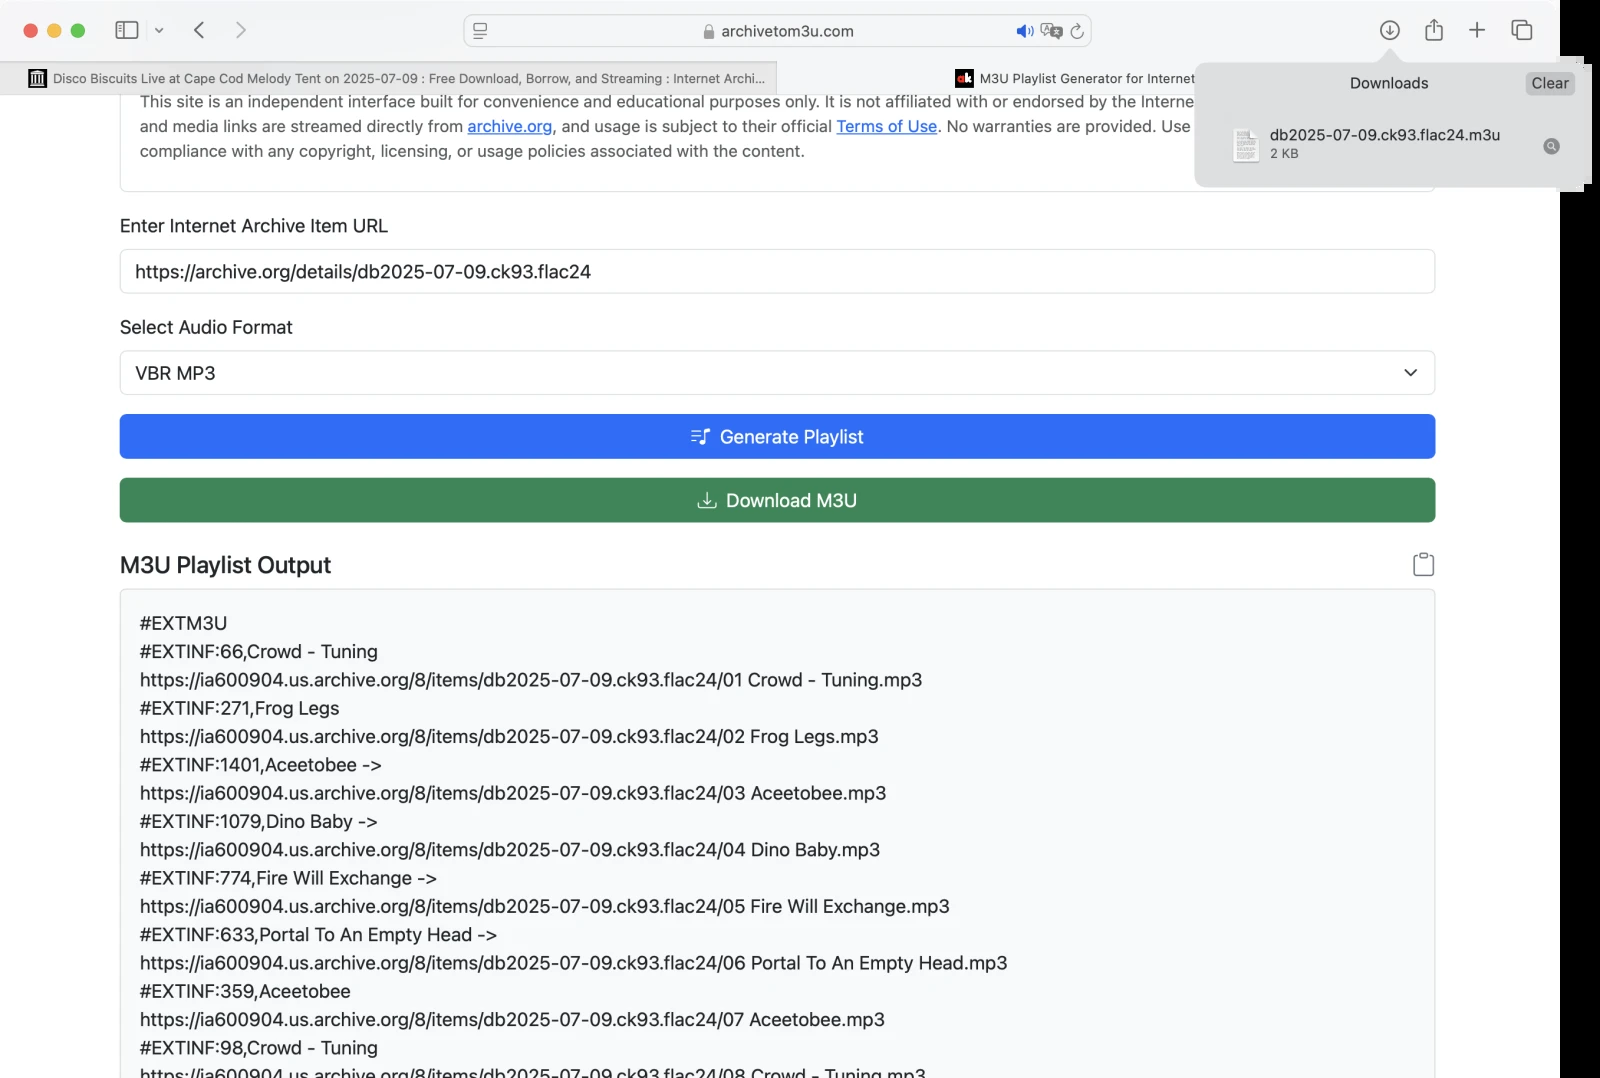 archivetom3u.com
Disco Biscuits Live at Cape Cod Melody Tent on 2025-07-09 : Free Download, Borrow, and Streaming : Internet Archi...
M3U Playlist Generator for Internet
Downloads
Clear
db2025-07-09.ck93.flac24.m3u
2 KB
This site is an independent interface built for convenience and educational purposes only. It is not affiliated with or endorsed by the Interne
and media links are streamed directly from archive.org, and usage is subject to their official Terms of Use. No warranties are provided. Use
compliance with any copyright, licensing, or usage policies associated with the content.
Enter Internet Archive Item URL
https://archive.org/details/db2025-07-09.ck93.flac24
Select Audio Format
VBR MP3
Generate Playlist
Download M3U
M3U Playlist Output
#EXTM3U
#EXTINF:66,Crowd - Tuning
https://ia600904.us.archive.org/8/items/db2025-07-09.ck93.flac24/01 Crowd - Tuning.mp3
#EXTINF:271,Frog Legs
https://ia600904.us.archive.org/8/items/db2025-07-09.ck93.flac24/02 Frog Legs.mp3
#EXTINF:1401,Aceetobee ->
https://ia600904.us.archive.org/8/items/db2025-07-09.ck93.flac24/03 Aceetobee.mp3
#EXTINF:1079,Dino Baby ->
https://ia600904.us.archive.org/8/items/db2025-07-09.ck93.flac24/04 Dino Baby.mp3
#EXTINF:774,Fire Will Exchange ->
https://ia600904.us.archive.org/8/items/db2025-07-09.ck93.flac24/05 Fire Will Exchange.mp3
#EXTINF:633,Portal To An Empty Head ->
https://ia600904.us.archive.org/8/items/db2025-07-09.ck93.flac24/06 Portal To An Empty Head.mp3
#EXTINF:359,Aceetobee
https://ia600904.us.archive.org/8/items/db2025-07-09.ck93.flac24/07 Aceetobee.mp3
#EXTINF:98,Crowd - Tuning
https://ia600904.us.archive.org/8/items/db2025-07-09.ck93.flac24/08 Crowd - Tuning.mp3